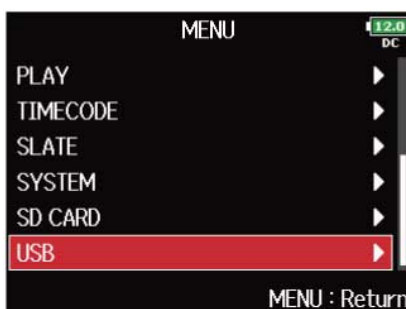 MENU
12.0
DC
PLAY
TIMECODE
SLATE
SYSTEM
SD CARD
USB
MENU : Return